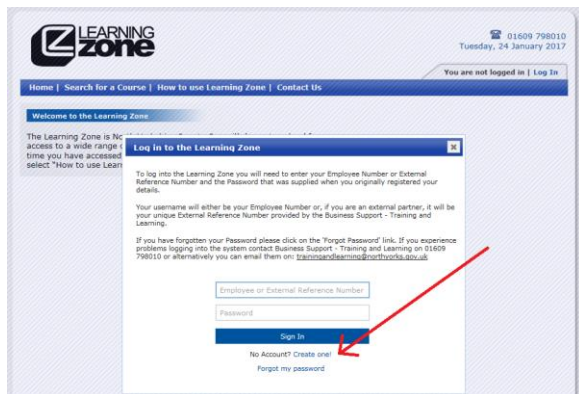 LEARNING
zone
01609 798010
Tuesday, 24 January 2017
You are not logged in | Log In
Home | Search for a Course | How to use Learning Zone | Contact Us
Welcome to the Learning Zone
The Learning Zone is
access to a wide range
time you have accessed
select "How to use Lear
Log in to the Learning Zone
To log into the Learning Zone you will need to enter your Employee Number or External
Reference Number and the Password that was supplied when you originally registered your
details.
Your username will either be your Employee Number or, if you are an external partner, it will be
your unique External Reference Number provided by the Business Support - Training and
Learning.
If you have forgotten your Password please click on the 'Forgot Password' link. If you experience
problems logging into the system contact Business Support - Training and Learning on 01609
798010 or alternatively you can email them on: trainingandlearning@northyorks.gov.uk
Employee or External Reference Number
Password
Sign In
No Account? Create one!
Forgot my password